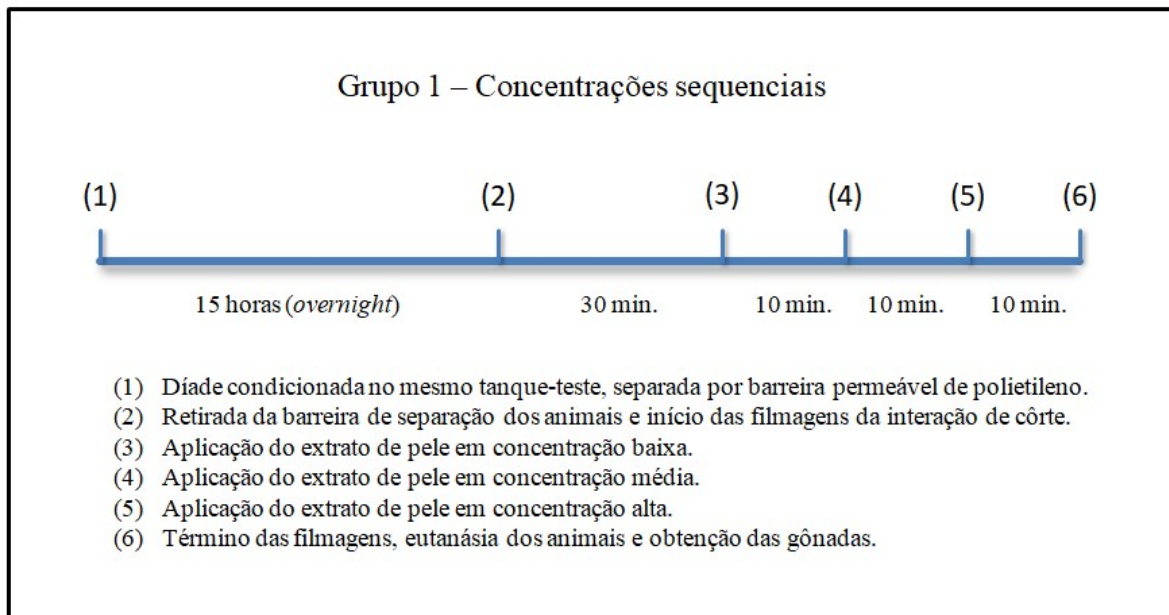 Grupo 1 – Concentrações sequenciais
(1) (2) (3) (4) (5) (6)
15 horas (overnight) 30 min. 10 min. 10 min. 10 min.
(1) Díade condicionada no mesmo tanque-teste, separada por barreira permeável de polietileno.
(2) Retirada da barreira de separação dos animais e início das filmagens da interação de côrte.
(3) Aplicação do extrato de pele em concentração baixa.
(4) Aplicação do extrato de pele em concentração média.
(5) Aplicação do extrato de pele em concentração alta.
(6) Término das filmagens, eutanásia dos animais e obtenção das gônadas.